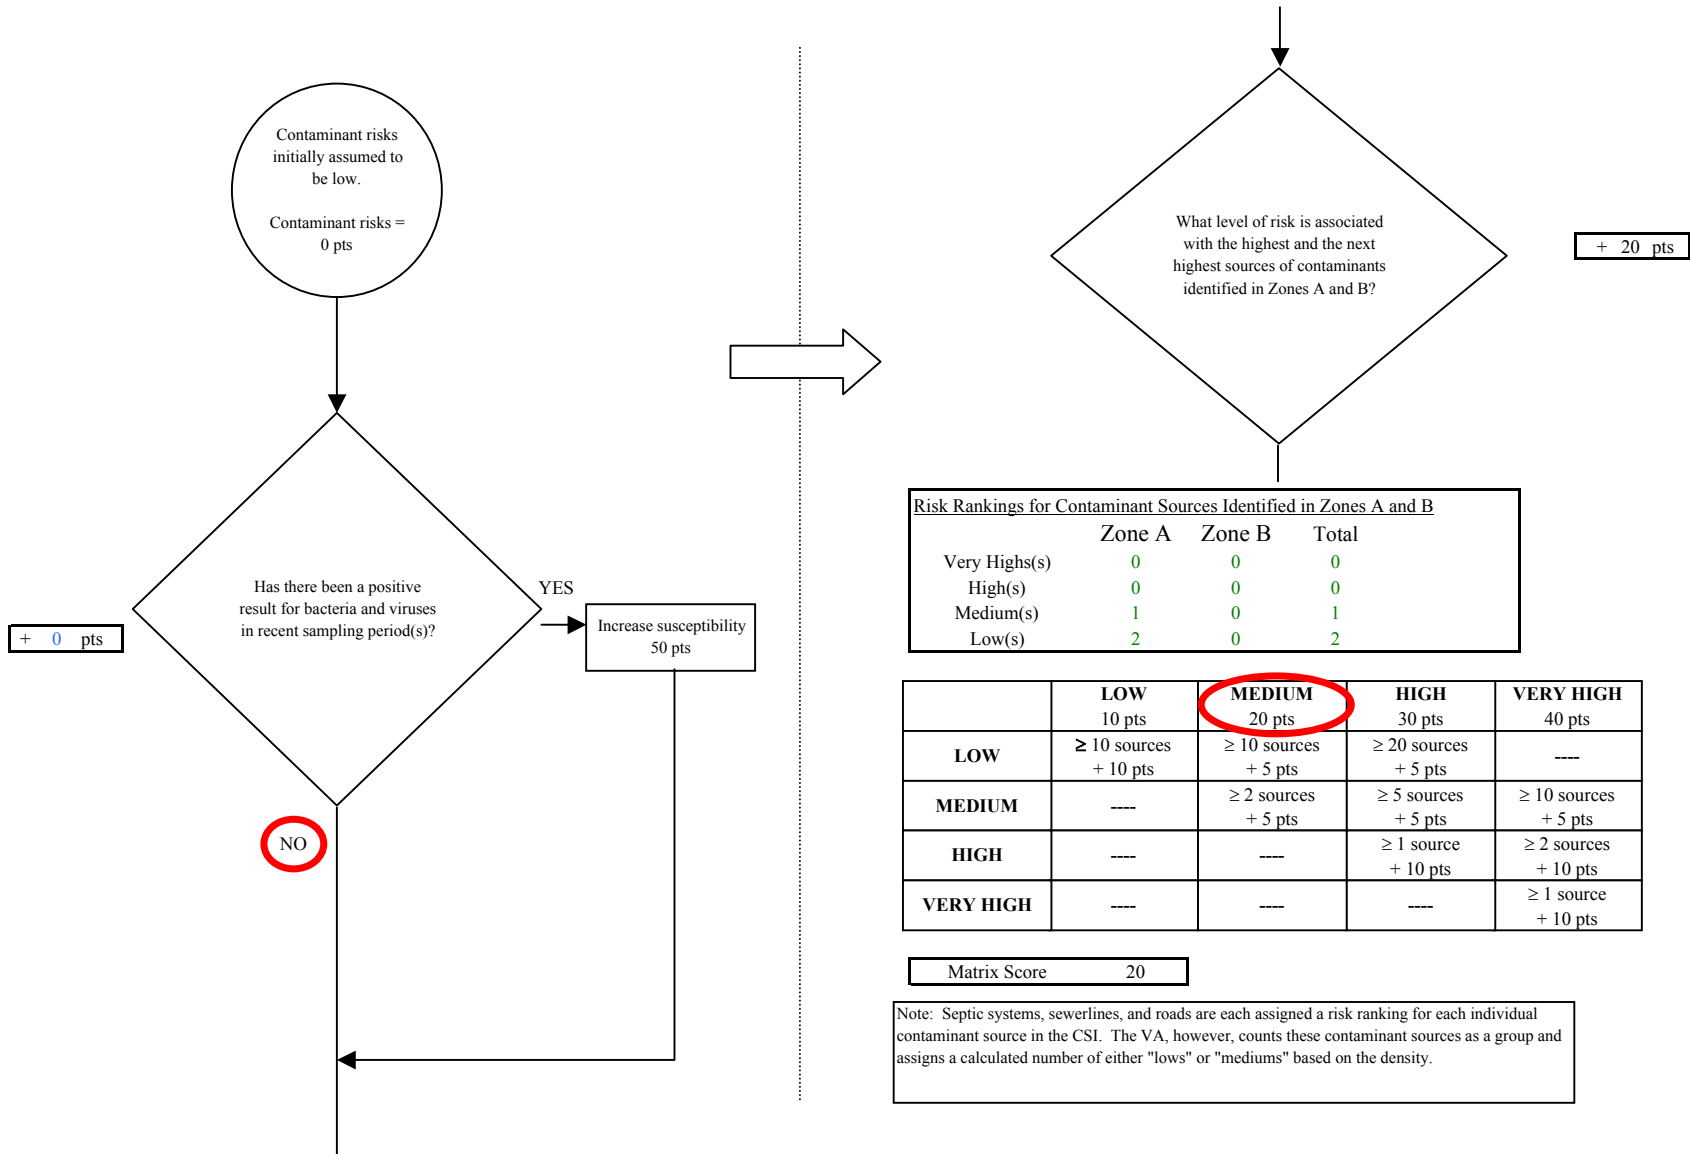 Contaminant risks
initially assumed to
be low.
Contaminant risks =
0 pts
Has there been a positive
result for bacteria and viruses
in recent sampling period(s)?
+ 0 pts
YES
Increase susceptibility
50 pts
NO
What level of risk is associated
with the highest and the next
highest sources of contaminants
identified in Zones A and B?
+ 20 pts
Risk Rankings for Contaminant Sources Identified in Zones A and B
Zone A Zone B Total
Very Highs(s) 0 0 0
High(s) 0 0 0
Medium(s) 1 0 1
Low(s) 2 0 2
LOW MEDIUM HIGH VERY HIGH
10 pts 20 pts 30 pts 40 pts
LOW ≥ 10 sources ≥ 10 sources ≥ 20 sources ----
+ 10 pts + 5 pts + 5 pts
MEDIUM ---- ≥ 2 sources ≥ 5 sources ≥ 10 sources
+ 5 pts + 5 pts + 5 pts
HIGH ---- ---- ≥ 1 source ≥ 2 sources
+ 10 pts + 10 pts
VERY HIGH ---- ---- ---- ≥ 1 source
+ 10 pts
Matrix Score 20
Note: Septic systems, sewerlines, and roads are each assigned a risk ranking for each individual
contaminant source in the CSI. The VA, however, counts these contaminant sources as a group and
assigns a calculated number of either "lows" or "mediums" based on the density.